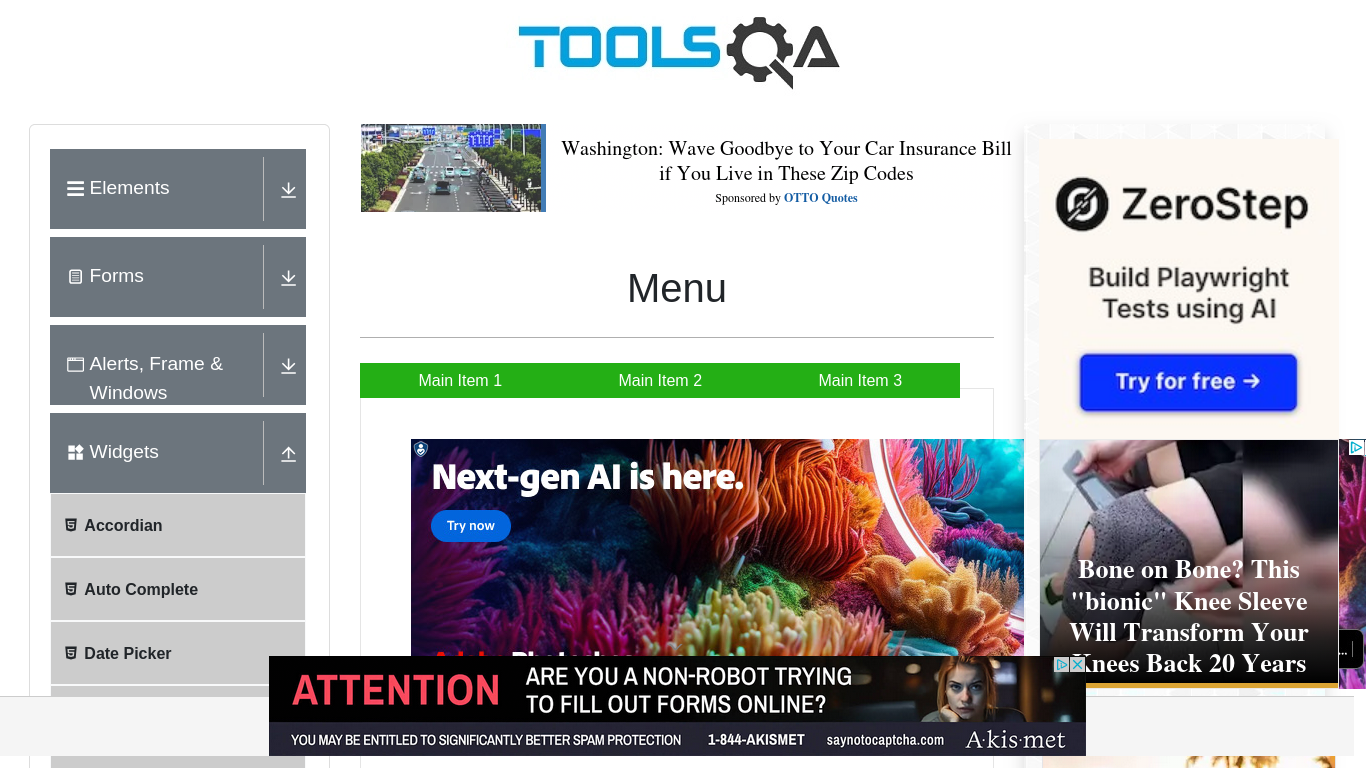 TOOLSQA
Elements
Forms
Alerts, Frame &
Windows
Widgets
Accordian
Auto Complete
Date Picker
Washington: Wave Goodbye to Your Car Insurance Bill
if You Live in These Zip Codes
Sponsored by OTTO Quotes
Menu
Main Item 1
Main Item 2
Main Item 3
Next-gen AI is here.
Try now
ZeroStep
Build Playwright
Tests using AI
Try for free →
Bone on Bone? This
"bionic" Knee Sleeve
Will Transform Your
Knees Back 20 Years
ATTENTION
ARE YOU A NON-ROBOT TRYING
TO FILL OUT FORMS ONLINE?
YOU MAY BE ENTITLED TO SIGNIFICANTLY BETTER SPAM PROTECTION
1-844-AKISMET
saynotocaptcha.com
A·kis·met